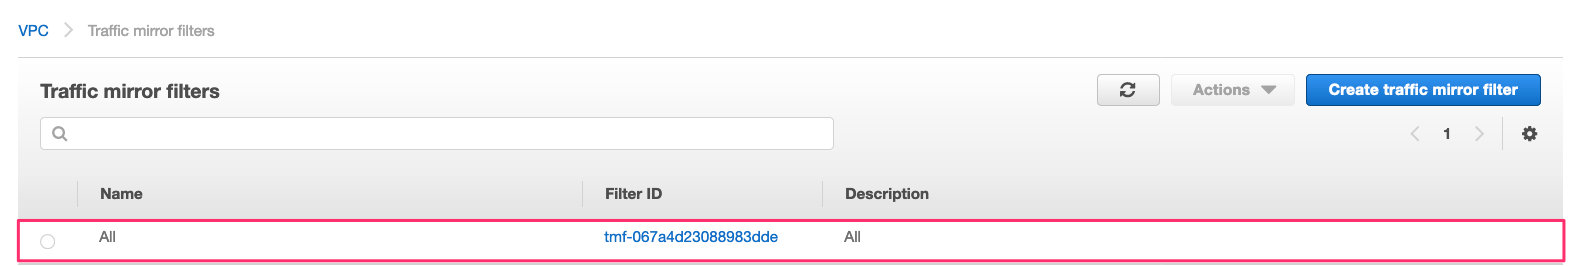 VPC Traffic mirror filters
Traffic mirror filters Actions Create traffic mirror filter
1
Name Filter ID Description
All tmf-067a4d23088983dde All